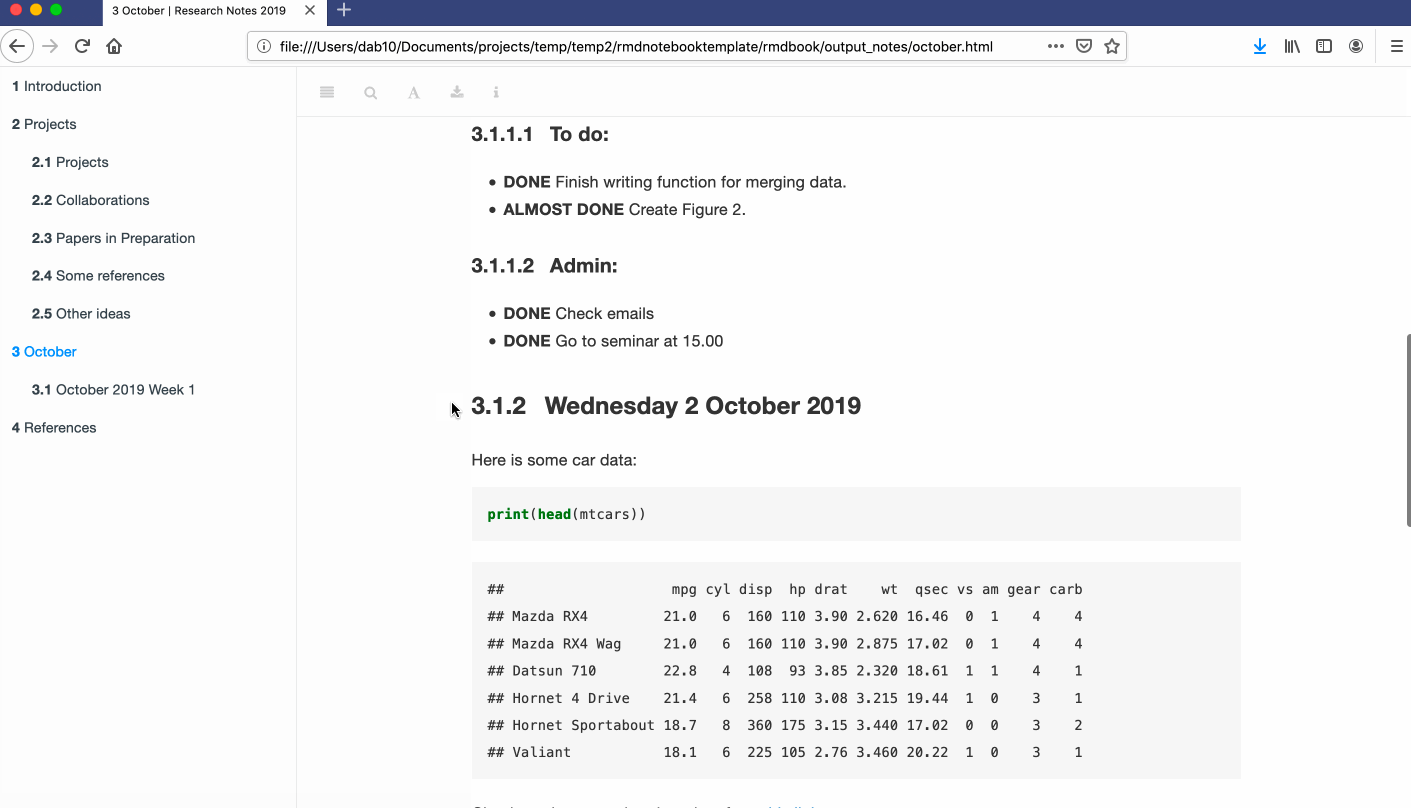 3 October | Research Notes 2019
file:///Users/dab10/Documents/projects/temp/temp2/rmdnotebooktemplate/rmdbook/output_notes/october.html
1 Introduction
2 Projects
2.1 Projects
2.2 Collaborations
2.3 Papers in Preparation
2.4 Some references
2.5 Other ideas
3 October
3.1 October 2019 Week 1
4 References
A
i
3.1.1.1 To do:
• DONE Finish writing function for merging data.
• ALMOST DONE Create Figure 2.
3.1.1.2 Admin:
• DONE Check emails
• DONE Go to seminar at 15.00
3.1.2 Wednesday 2 October 2019
Here is some car data:
print(head(mtcars))
##                    mpg cyl disp  hp drat    wt  qsec vs am gear carb
## Mazda RX4         21.0   6  160 110 3.90 2.620 16.46  0  1    4    4
## Mazda RX4 Wag     21.0   6  160 110 3.90 2.875 17.02  0  1    4    4
## Datsun 710        22.8   4  108  93 3.85 2.320 18.61  1  1    4    1
## Hornet 4 Drive    21.4   6  258 110 3.08 3.215 19.44  1  0    3    1
## Hornet Sportabout 18.7   8  360 175 3.15 3.440 17.02  0  0    3    2
## Valiant           18.1   6  225 105 2.76 3.460 20.22  1  0    3    1